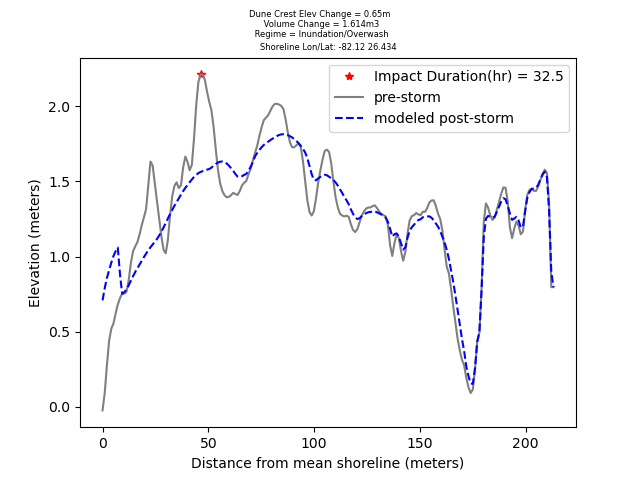 Dune Crest Elev Change = 0.65m
Volume Change = 1.614m3
Regime = Inundation/Overwash
Shoreline Lon/Lat: -82.12 26.434
Impact Duration(hr) = 32.5
pre-storm
modeled post-storm
Elevation (meters)
2.0
1.5
1.0
0.5
0.0
0 50 100 150 200
Distance from mean shoreline (meters)